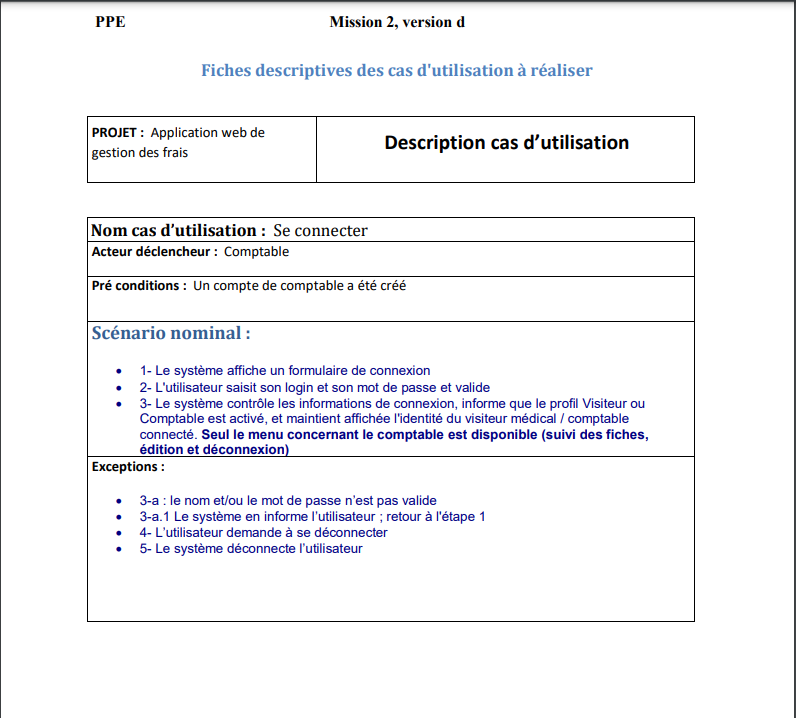 PPE Mission 2, version d
Fiches descriptives des cas d'utilisation à réaliser
PROJET : Application web de
gestion des frais
Description cas d’utilisation
Nom cas d’utilisation : Se connecter
Acteur déclencheur : Comptable
Pré conditions : Un compte de comptable a été créé
Scénario nominal :
• 1- Le système affiche un formulaire de connexion
• 2- L'utilisateur saisit son login et son mot de passe et valide
• 3- Le système contrôle les informations de connexion, informe que le profil Visiteur ou
Comptable est activé, et maintient affichée l'identité du visiteur médical / comptable
connecté. Seul le menu concernant le comptable est disponible (suivi des fiches,
édition et déconnexion)
Exceptions :
• 3-a : le nom et/ou le mot de passe n’est pas valide
• 3-a.1 Le système en informe l’utilisateur ; retour à l'étape 1
• 4- L’utilisateur demande à se déconnecter
• 5- Le système déconnecte l’utilisateur